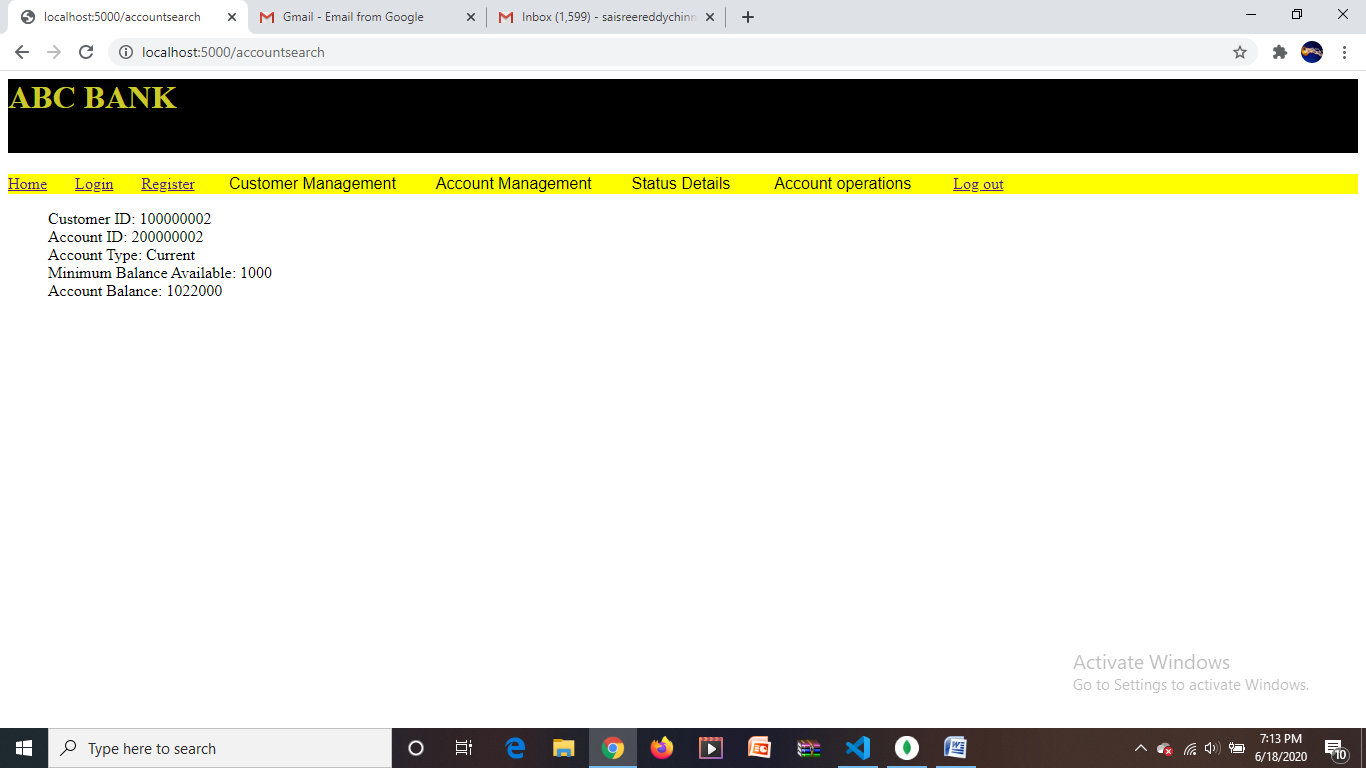 localhost:5000/accountsearch
Gmail - Email from Google
Inbox (1,599) - saisreereddychinn
localhost:5000/accountsearch
ABC BANK
Home Login Register Customer Management Account Management Status Details Account operations Log out
Customer ID: 100000002
Account ID: 200000002
Account Type: Current
Minimum Balance Available: 1000
Account Balance: 1022000
Activate Windows
Go to Settings to activate Windows.
Type here to search
7:13 PM
6/18/2020
10